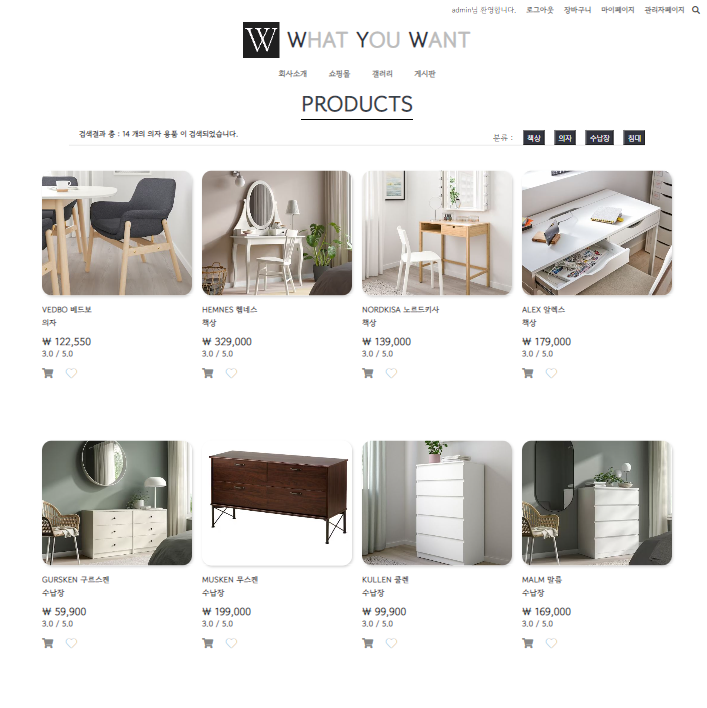 admin님 환영합니다. 로그아웃 장바구니 마이페이지 관리자페이지
W WHAT YOU WANT
회사소개 쇼핑몰 갤러리 게시판
PRODUCTS
검색결과 총 : 14 개의 의자 용품 이 검색되었습니다.
분류 : 책상 의자 수납장 침대
VEDBO 베드보
의자
₩ 122,550
3.0 / 5.0
HEMNES 헴네스
책상
₩ 329,000
3.0 / 5.0
NORDKISA 노르드키사
책상
₩ 139,000
3.0 / 5.0
ALEX 알렉스
책상
₩ 179,000
3.0 / 5.0
GURSKEN 구르스켄
수납장
₩ 59,900
3.0 / 5.0
MUSKEN 무스켄
수납장
₩ 199,000
3.0 / 5.0
KULLEN 쿨렌
수납장
₩ 99,900
3.0 / 5.0
MALM 말름
수납장
₩ 169,000
3.0 / 5.0